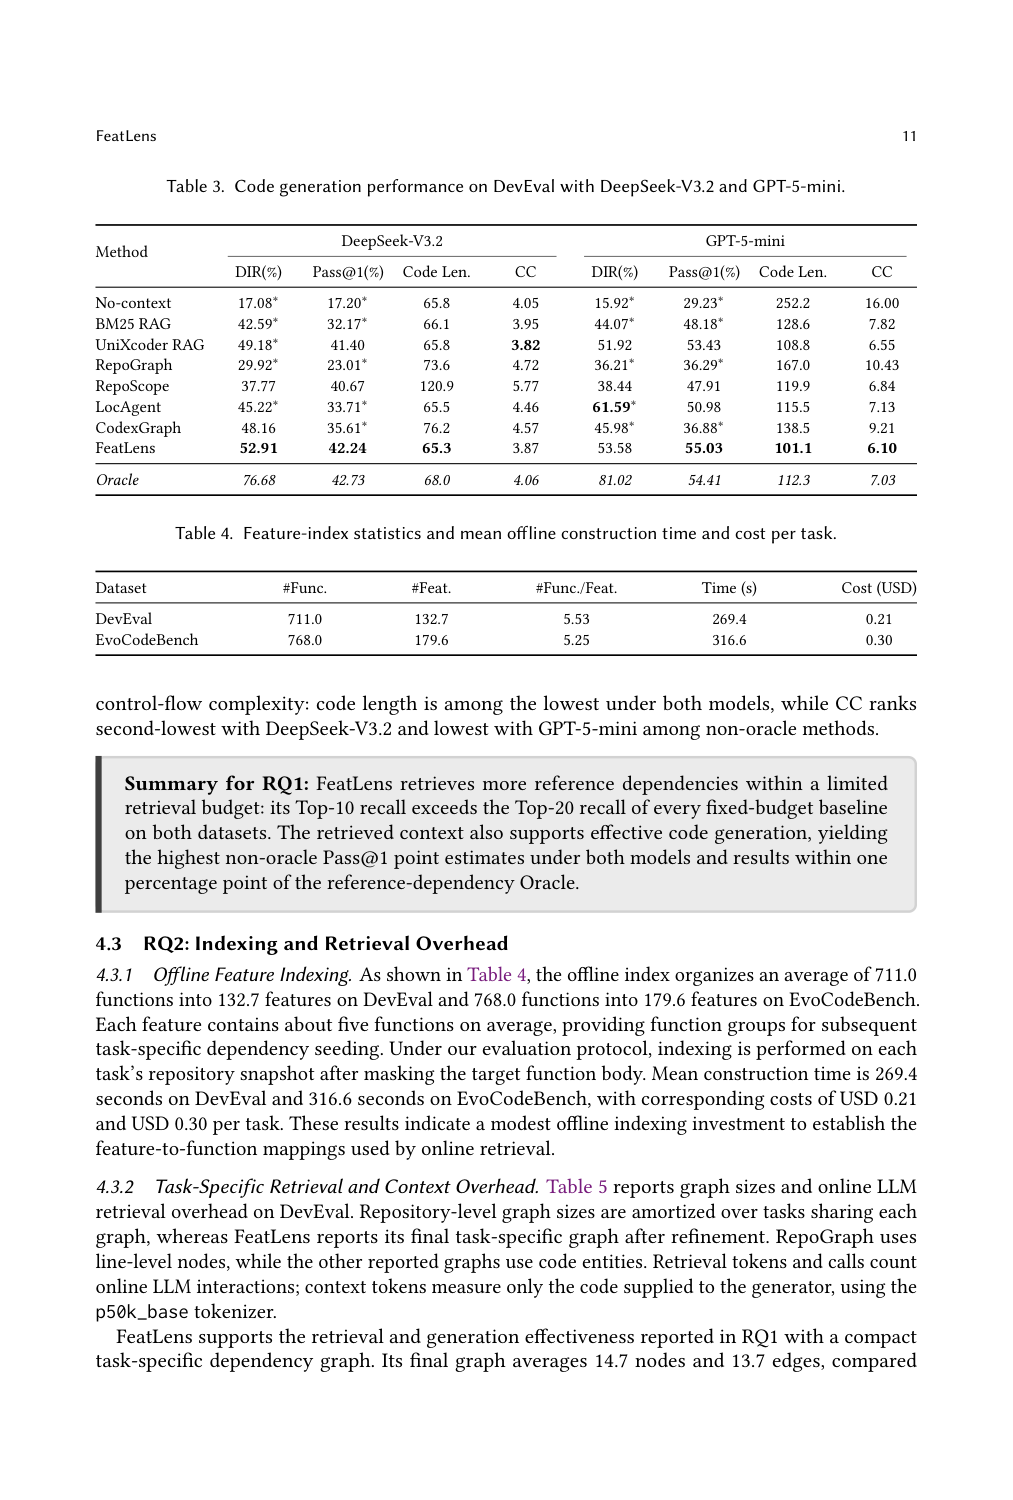 FeatLens 11
Table 3. Code generation performance on DevEval with DeepSeek-V3.2 and GPT-5-mini.
Method DeepSeek-V3.2 GPT-5-mini
DIR(%) Pass@1(%) Code Len. CC DIR(%) Pass@1(%) Code Len. CC
No-context 17.08* 17.20* 65.8 4.05 15.92* 29.23* 252.2 16.00
BM25 RAG 42.59* 32.17* 66.1 3.95 44.07* 48.18* 128.6 7.82
UniXcoder RAG 49.18* 41.40 65.8 3.82 51.92 53.43 108.8 6.55
RepoGraph 29.92* 23.01* 73.6 4.72 36.21* 36.29* 167.0 10.43
RepoScope 37.77 40.67 120.9 5.77 38.44 47.91 119.9 6.84
LocAgent 45.22* 33.71* 65.5 4.46 61.59* 50.98 115.5 7.13
CodexGraph 48.16 35.61* 76.2 4.57 45.98* 36.88* 138.5 9.21
FeatLens 52.91 42.24 65.3 3.87 53.58 55.03 101.1 6.10
Oracle 76.68 42.73 68.0 4.06 81.02 54.41 112.3 7.03
Table 4. Feature-index statistics and mean offline construction time and cost per task.
Dataset #Func. #Feat. #Func./Feat. Time (s) Cost (USD)
DevEval 711.0 132.7 5.53 269.4 0.21
EvoCodeBench 768.0 179.6 5.25 316.6 0.30
control-flow complexity: code length is among the lowest under both models, while CC ranks
second-lowest with DeepSeek-V3.2 and lowest with GPT-5-mini among non-oracle methods.
Summary for RQ1: FeatLens retrieves more reference dependencies within a limited
retrieval budget: its Top-10 recall exceeds the Top-20 recall of every fixed-budget baseline
on both datasets. The retrieved context also supports effective code generation, yielding
the highest non-oracle Pass@1 point estimates under both models and results within one
percentage point of the reference-dependency Oracle.
4.3 RQ2: Indexing and Retrieval Overhead
4.3.1 Offline Feature Indexing. As shown in Table 4, the offline index organizes an average of 711.0
functions into 132.7 features on DevEval and 768.0 functions into 179.6 features on EvoCodeBench.
Each feature contains about five functions on average, providing function groups for subsequent
task-specific dependency seeding. Under our evaluation protocol, indexing is performed on each
task's repository snapshot after masking the target function body. Mean construction time is 269.4
seconds on DevEval and 316.6 seconds on EvoCodeBench, with corresponding costs of USD 0.21
and USD 0.30 per task. These results indicate a modest offline indexing investment to establish the
feature-to-function mappings used by online retrieval.
4.3.2 Task-Specific Retrieval and Context Overhead. Table 5 reports graph sizes and online LLM
retrieval overhead on DevEval. Repository-level graph sizes are amortized over tasks sharing each
graph, whereas FeatLens reports its final task-specific graph after refinement. RepoGraph uses
line-level nodes, while the other reported graphs use code entities. Retrieval tokens and calls count
online LLM interactions; context tokens measure only the code supplied to the generator, using the
p50k_base tokenizer.
FeatLens supports the retrieval and generation effectiveness reported in RQ1 with a compact
task-specific dependency graph. Its final graph averages 14.7 nodes and 13.7 edges, compared